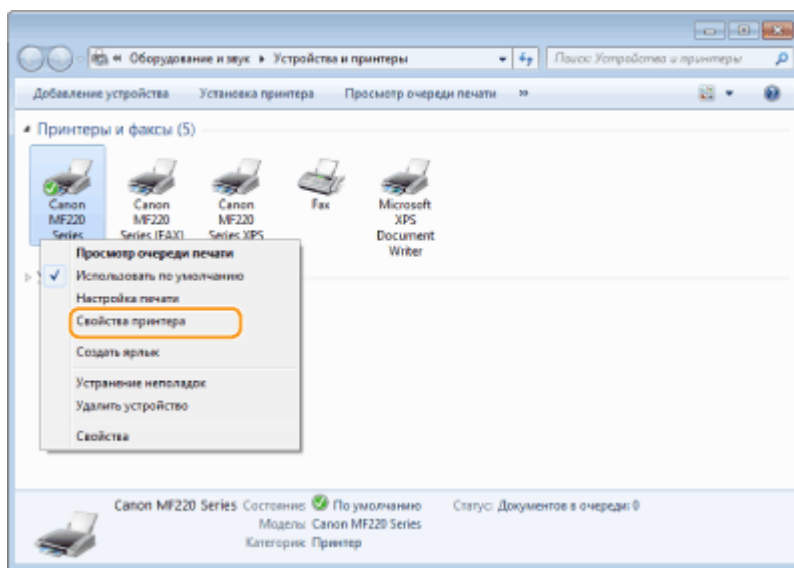 Оборудование и звук ▸ Устройства и принтеры
Поиск: Устройства и принтеры
Добавление устройства Установка принтера Просмотр очереди печати »
Принтеры и факсы (5)
Canon MF220 Series
Canon MF220 Series (FAX)
Canon MF220 Series XPS
Fax
Microsoft XPS Document Writer
Просмотр очереди печати
Использовать по умолчанию
Настройка печати
Свойства принтера
Создать ярлык
Устранение неполадок
Удалить устройство
Свойства
Canon MF220 Series Состояние: По умолчанию Статус: Документов в очереди: 0
Модель: Canon MF220 Series
Категория: Принтер